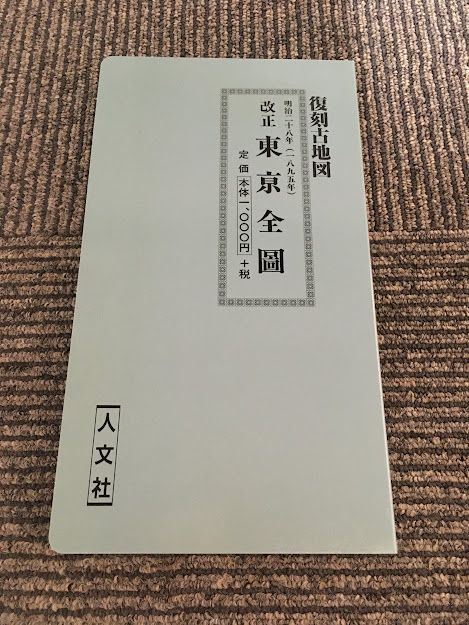 復刻古地図
明治二十八年(一八九五年)
改正 東京全圖
定価 本体一、〇〇〇円 +税
人文社